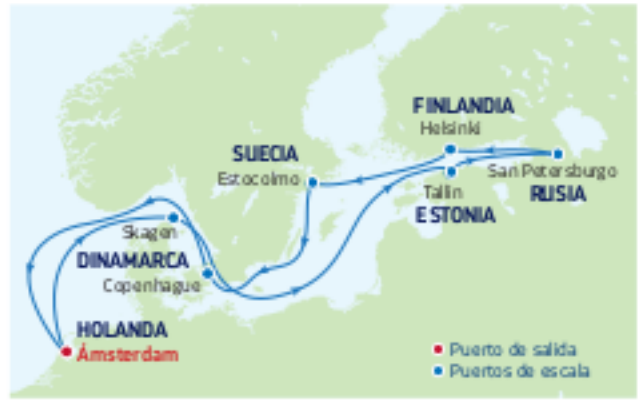 FINLANDIA
Helsinki
SUECIA
Estocolmo
San Petersburgo
RUSIA
Tallin
ESTONIA
Skagen
DINAMARCA
Copenhague
HOLANDA
Ámsterdam
Puerto de salida
Puertos de escala